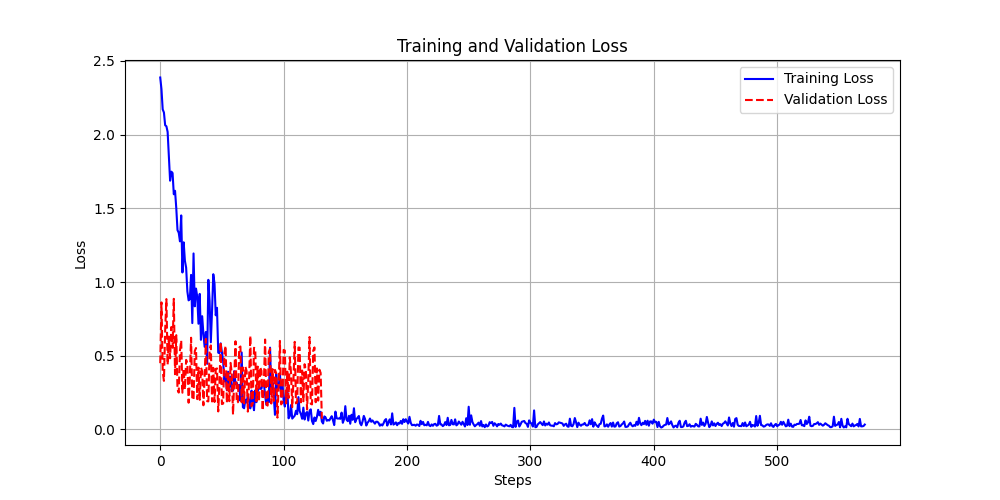 Training and Validation Loss
2.5
2.0
1.5
1.0
0.5
0.0
Loss
Training Loss
Validation Loss
0 100 200 300 400 500
Steps